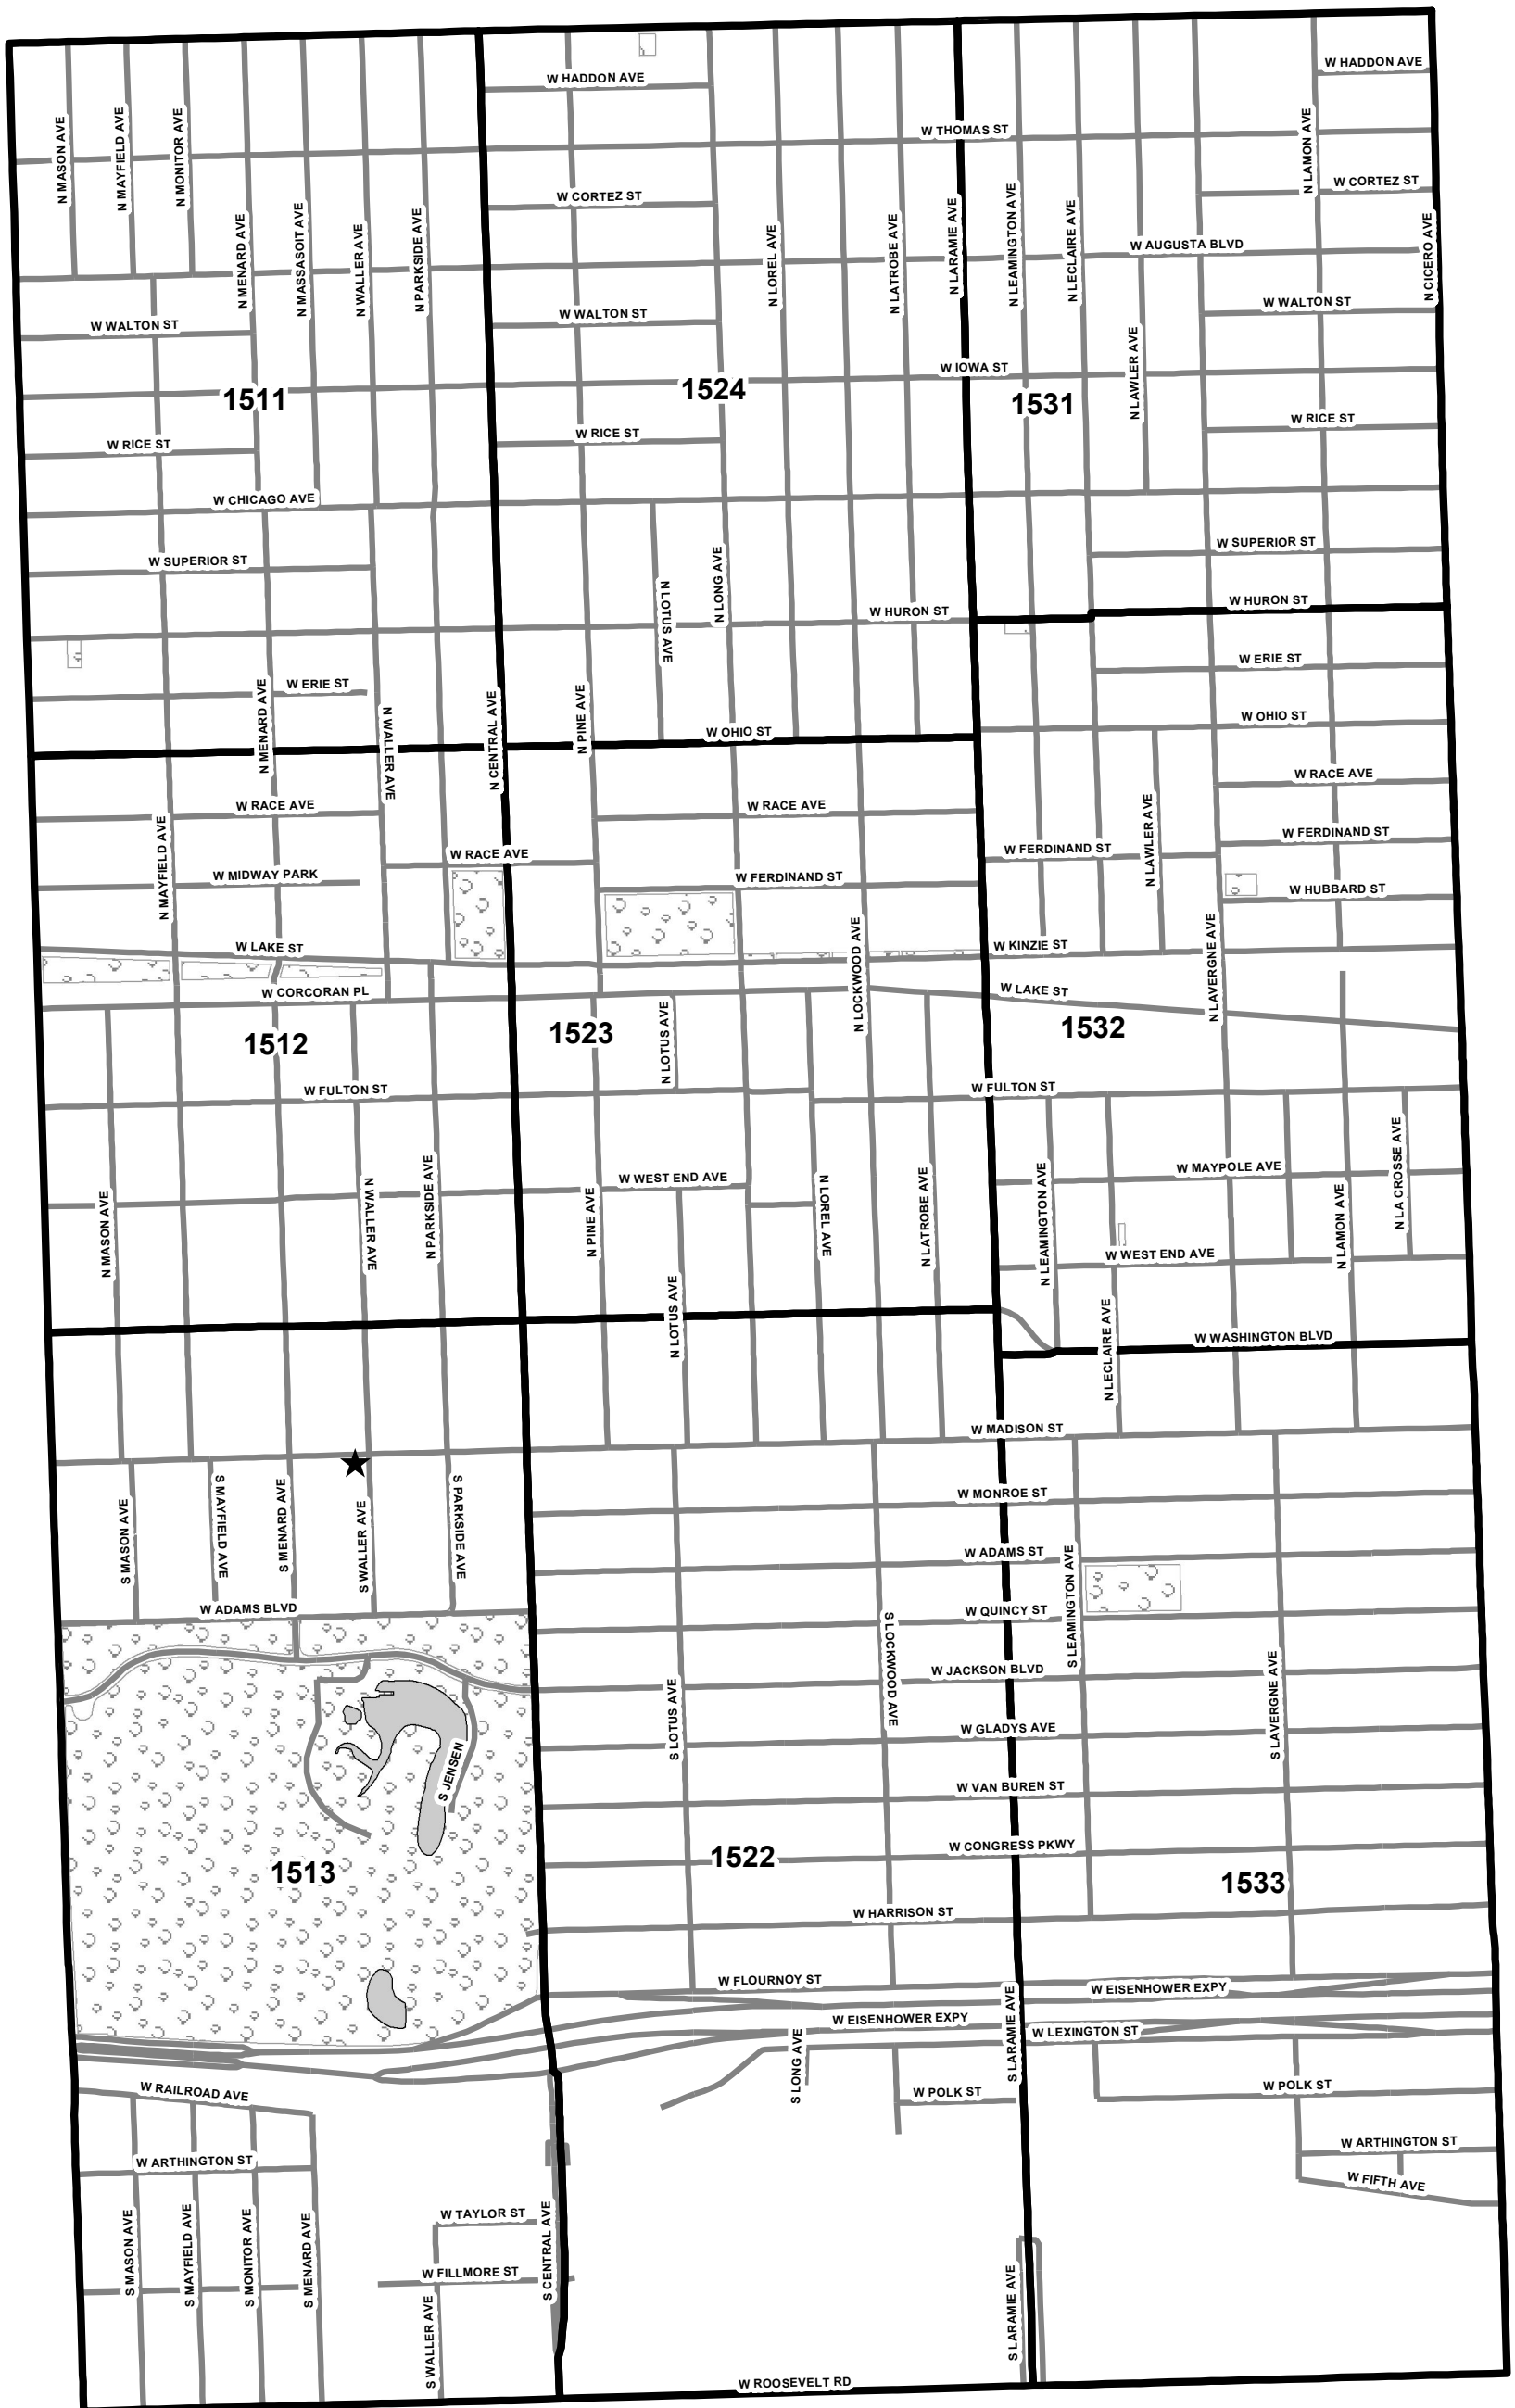 W HADDON AVE
W HADDON AVE
N MASON AVE
N MAYFIELD AVE
N MONITOR AVE
W THOMAS ST
N LAMON AVE
W CORTEZ ST
W CORTEZ ST
N MENARD AVE
N MASSASOIT AVE
N WALLER AVE
N PARKSIDE AVE
N LOREL AVE
N LATROBE AVE
N LARAMIE AVE
N LEAMINGTON AVE
N LECLAIRE AVE
W AUGUSTA BLVD
N CICERO AVE
W WALTON ST
W WALTON ST
W WALTON ST
N LAWLER AVE
W IOWA ST
1511
1524
1531
W RICE ST
W RICE ST
W RICE ST
W CHICAGO AVE
W SUPERIOR ST
W SUPERIOR ST
N LOTUS AVE
N LONG AVE
W HURON ST
W HURON ST
W ERIE ST
W ERIE ST
N MENARD AVE
N WALLER AVE
N CENTRAL AVE
N PINE AVE
W OHIO ST
W OHIO ST
W RACE AVE
W RACE AVE
W RACE AVE
W RACE AVE
N MAYFIELD AVE
W MIDWAY PARK
W FERDINAND ST
W FERDINAND ST
W FERDINAND ST
N LAWLER AVE
W HUBBARD ST
W LAKE ST
N LOCKWOOD AVE
W KINZIE ST
N LAVERGNE AVE
W CORCORAN PL
W LAKE ST
1512
1523
N LOTUS AVE
1532
W FULTON ST
W FULTON ST
N MASON AVE
N WALLER AVE
N PARKSIDE AVE
N PINE AVE
W WEST END AVE
N LOREL AVE
N LATROBE AVE
N LEAMINGTON AVE
W MAYPOLE AVE
N LA CROSSE AVE
N LAMON AVE
W WEST END AVE
N LOTUS AVE
N LECLAIRE AVE
W WASHINGTON BLVD
W MADISON ST
S MASON AVE
S MAYFIELD AVE
S MENARD AVE
S WALLER AVE
S PARKSIDE AVE
W MONROE ST
W ADAMS ST
S LEAMINGTON AVE
W ADAMS BLVD
W QUINCY ST
S LOCKWOOD AVE
W JACKSON BLVD
S LOTUS AVE
S LAVERGNE AVE
W GLADYS AVE
S JENSEN
W VAN BUREN ST
W CONGRESS PKWY
1513
1522
1533
W HARRISON ST
W FLOURNOY ST
W EISENHOWER EXPY
W EISENHOWER EXPY
S LARAMIE AVE
W LEXINGTON ST
S LONG AVE
W RAILROAD AVE
W POLK ST
W POLK ST
W ARTHINGTON ST
W ARTHINGTON ST
W FIFTH AVE
S MASON AVE
S MAYFIELD AVE
S MONITOR AVE
S MENARD AVE
W TAYLOR ST
S CENTRAL AVE
W FILLMORE ST
S WALLER AVE
S LARAMIE AVE
W ROOSEVELT RD